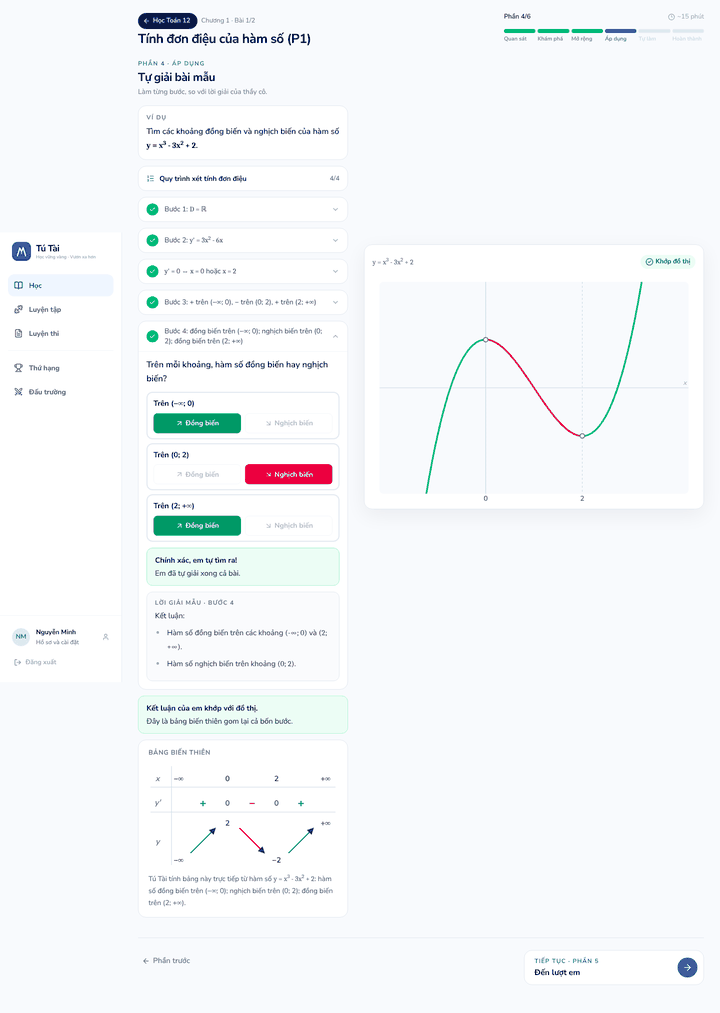 ← Học Toán 12
Chương 1 · Bài 1/2
Tính đơn điệu của hàm số (P1)
Phần 4/6
~15 phút
Quan sát
Khám phá
Mở rộng
Áp dụng
Tự làm
Hoàn thành
PHẦN 4 · ÁP DỤNG
Tự giải bài mẫu
Làm từng bước, so với lời giải của thầy cô.
VÍ DỤ
Tìm các khoảng đồng biến và nghịch biến của hàm số
y = x³ - 3x² + 2.
Quy trình xét tính đơn điệu
4/4
Bước 1: D = ℝ
Bước 2: y' = 3x² - 6x
y' = 0 ⇔ x = 0 hoặc x = 2
Bước 3: + trên (−∞; 0), − trên (0; 2), + trên (2; +∞)
Bước 4: đồng biến trên (−∞; 0); nghịch biến trên (0;
2); đồng biến trên (2; +∞)
Trên mỗi khoảng, hàm số đồng biến hay nghịch
biến?
Trên (−∞; 0)
↗ Đồng biến
↘ Nghịch biến
Trên (0; 2)
↗ Đồng biến
↘ Nghịch biến
Trên (2; +∞)
↗ Đồng biến
↘ Nghịch biến
Chính xác, em tự tìm ra!
Em đã tự giải xong cả bài.
LỜI GIẢI MẪU · BƯỚC 4
Kết luận:
• Hàm số đồng biến trên các khoảng (-∞; 0) và (2;
+∞).
• Hàm số nghịch biến trên khoảng (0; 2).
Kết luận của em khớp với đồ thị.
Đây là bảng biến thiên gom lại cả bốn bước.
BẢNG BIẾN THIÊN
x −∞ 0 2 +∞
y' + 0 − 0 +
2 +∞
y
−∞ −2
Tú Tài tính bảng này trực tiếp từ hàm số y = x³ - 3x² + 2: hàm
số đồng biến trên (−∞; 0); nghịch biến trên (0; 2); đồng biến
trên (2; +∞).
Tú Tài
Học vững vàng · Vươn xa hơn
Học
Luyện tập
Luyện thi
Thứ hạng
Đấu trường
NM
Nguyễn Minh
Hồ sơ và cài đặt
Đăng xuất
y = x³ - 3x² + 2
Khớp đồ thị
x
0
2
← Phần trước
TIẾP TỤC · PHẦN 5
Đến lượt em